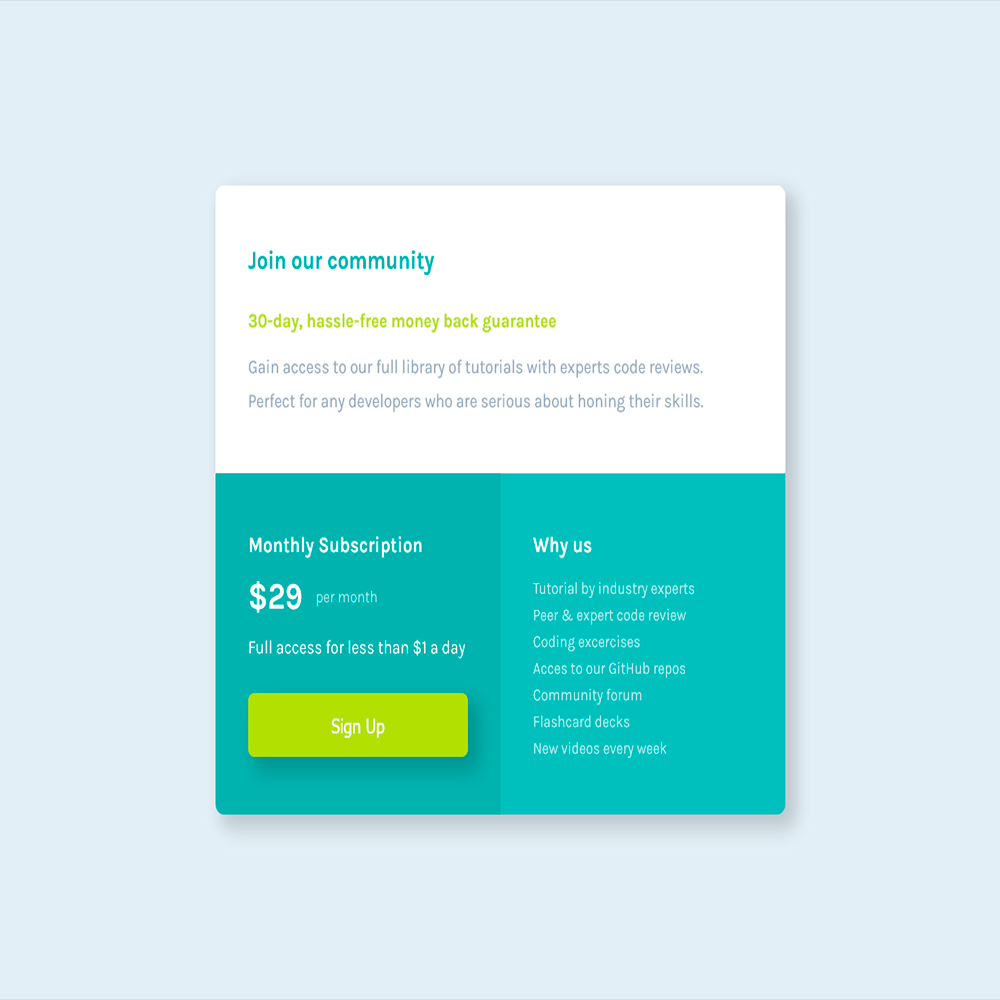 Join our community
30-day, hassle-free money back guarantee
Gain access to our full library of tutorials with experts code reviews.
Perfect for any developers who are serious about honing their skills.
Monthly Subscription
$29 per month
Full access for less than $1 a day
Sign Up
Why us
Tutorial by industry experts
Peer & expert code review
Coding excercises
Acces to our GitHub repos
Community forum
Flashcard decks
New videos every week